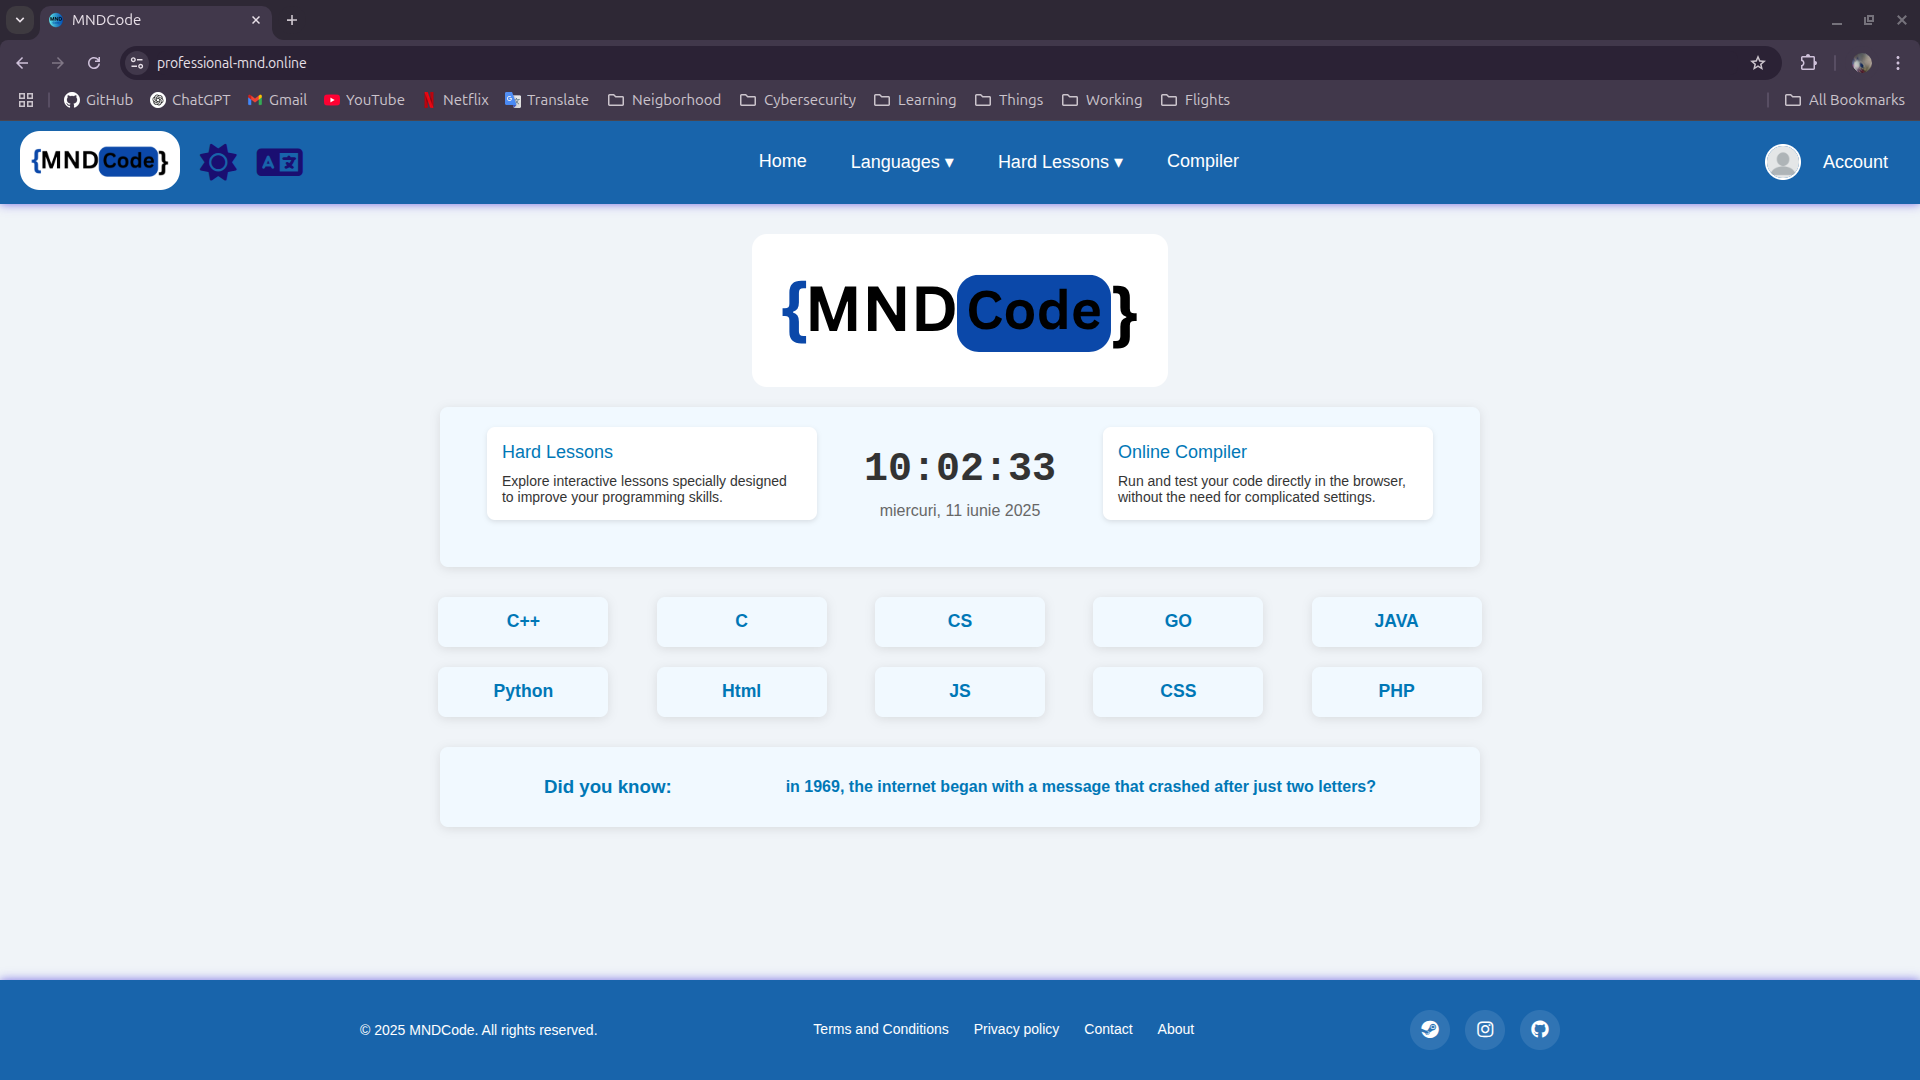 MNDCode
professional-mnd.online
GitHub ChatGPT Gmail YouTube Netflix Translate Neigborhood Cybersecurity Learning Things Working Flights All Bookmarks
{MNDCode} Home Languages ▾ Hard Lessons ▾ Compiler Account
{MNDCode}
Hard Lessons
Explore interactive lessons specially designed
to improve your programming skills.
10:02:33
miercuri, 11 iunie 2025
Online Compiler
Run and test your code directly in the browser,
without the need for complicated settings.
C++ C CS GO JAVA
Python Html JS CSS PHP
Did you know: in 1969, the internet began with a message that crashed after just two letters?
© 2025 MNDCode. All rights reserved. Terms and Conditions Privacy policy Contact About